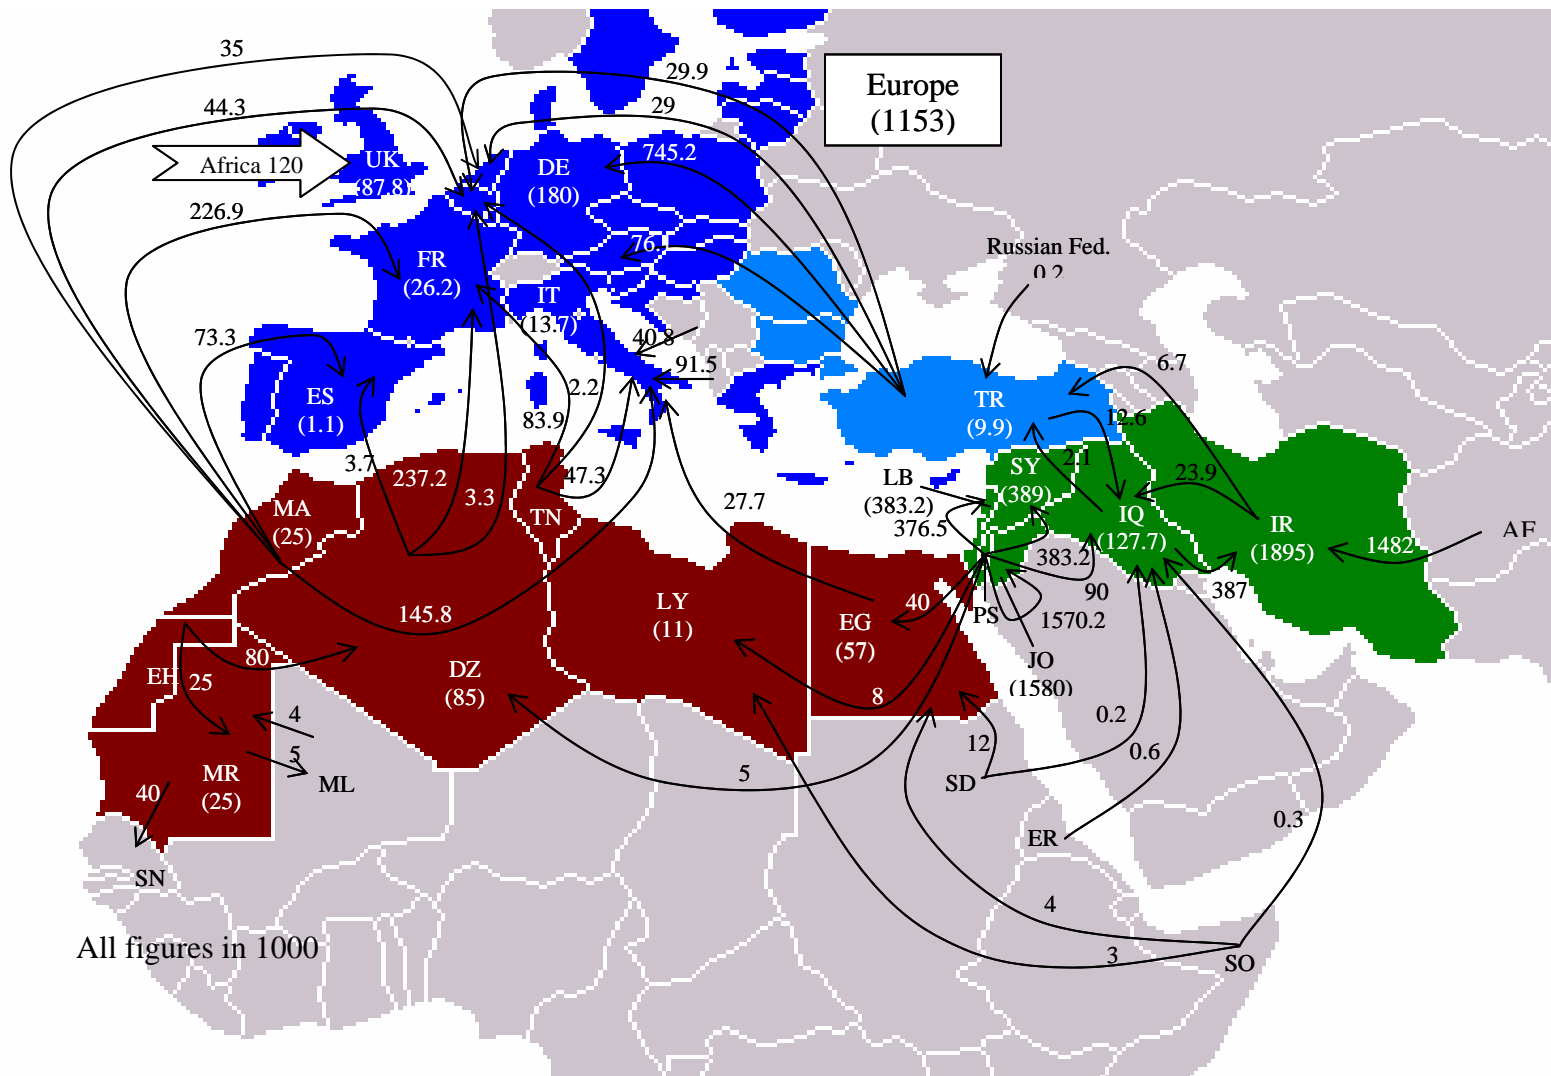 35
29.9
Europe
(1153)
44.3
29
Africa 120
UK
(87.8)
DE
(180)
745.2
226.9
FR
(26.2)
76.
Russian Fed.
0.2
IT
(13.7)
73.3
40.8
91.5
6.7
ES
(1.1)
2.2
83.9
TR
(9.9)
12.6
3.7
237.2
3.3
47.3
27.7
LB
(383.2)
376.5
SY
(389)
2.1
23.9
MA
(25)
TN
IQ
(127.7)
IR
(1895)
1482
AF
383.2
90
387
145.8
LY
(11)
40
EG
(57)
PS
1570.2
JO
(1580)
80
EH
25
DZ
(85)
8
4
5
ML
12
0.2
0.6
MR
(25)
40
5
SD
0.3
ER
SN
4
All figures in 1000
3
SO